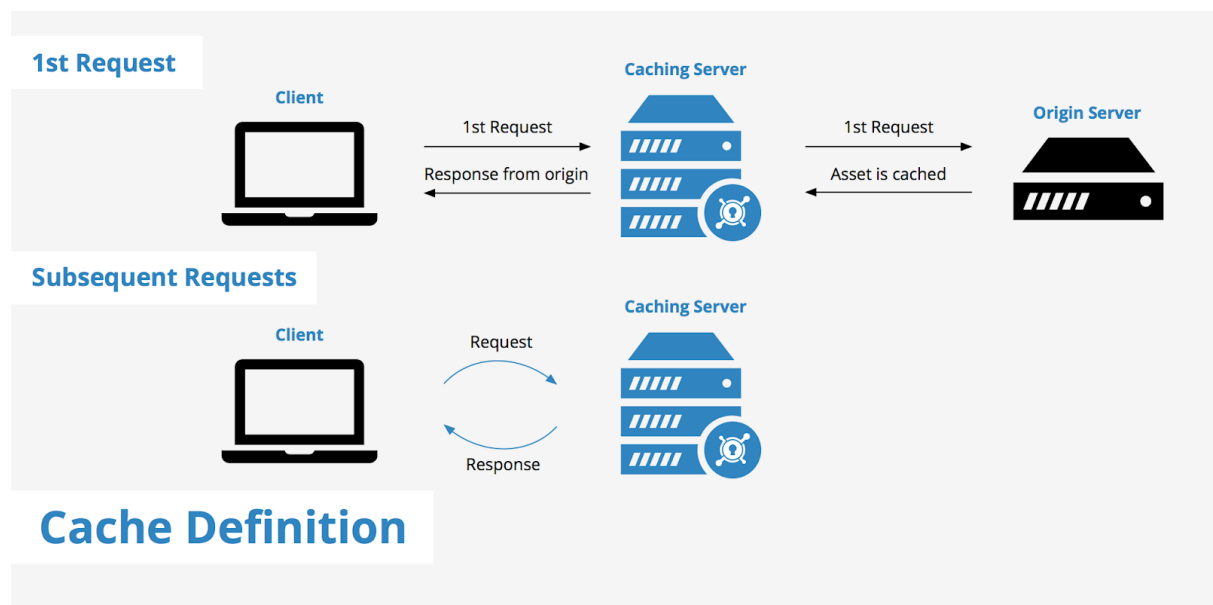 1st Request
Client
Caching Server
Origin Server
1st Request
Response from origin
1st Request
Asset is cached
Subsequent Requests
Client
Caching Server
Request
Response
Cache Definition